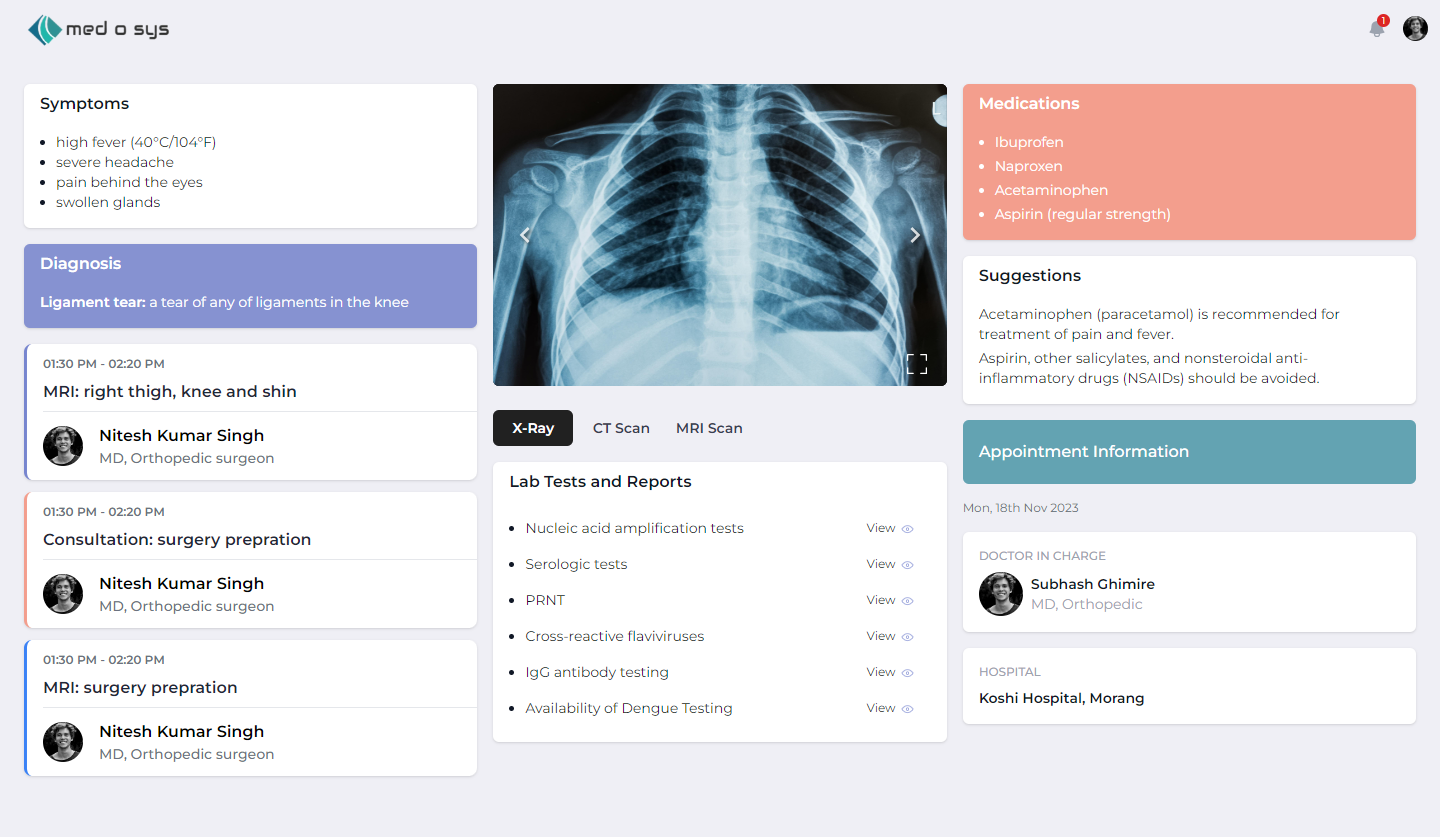 med o sys
1
Symptoms
high fever (40°C/104°F)
severe headache
pain behind the eyes
swollen glands
Diagnosis
Ligament tear: a tear of any of ligaments in the knee
01:30 PM - 02:20 PM
MRI: right thigh, knee and shin
Nitesh Kumar Singh
MD, Orthopedic surgeon
01:30 PM - 02:20 PM
Consultation: surgery prepration
Nitesh Kumar Singh
MD, Orthopedic surgeon
01:30 PM - 02:20 PM
MRI: surgery prepration
Nitesh Kumar Singh
MD, Orthopedic surgeon
L
X-Ray CT Scan MRI Scan
Lab Tests and Reports
Nucleic acid amplification tests View
Serologic tests View
PRNT View
Cross-reactive flaviviruses View
IgG antibody testing View
Availability of Dengue Testing View
Medications
Ibuprofen
Naproxen
Acetaminophen
Aspirin (regular strength)
Suggestions
Acetaminophen (paracetamol) is recommended for
treatment of pain and fever.
Aspirin, other salicylates, and nonsteroidal anti-
inflammatory drugs (NSAIDs) should be avoided.
Appointment Information
Mon, 18th Nov 2023
DOCTOR IN CHARGE
Subhash Ghimire
MD, Orthopedic
HOSPITAL
Koshi Hospital, Morang